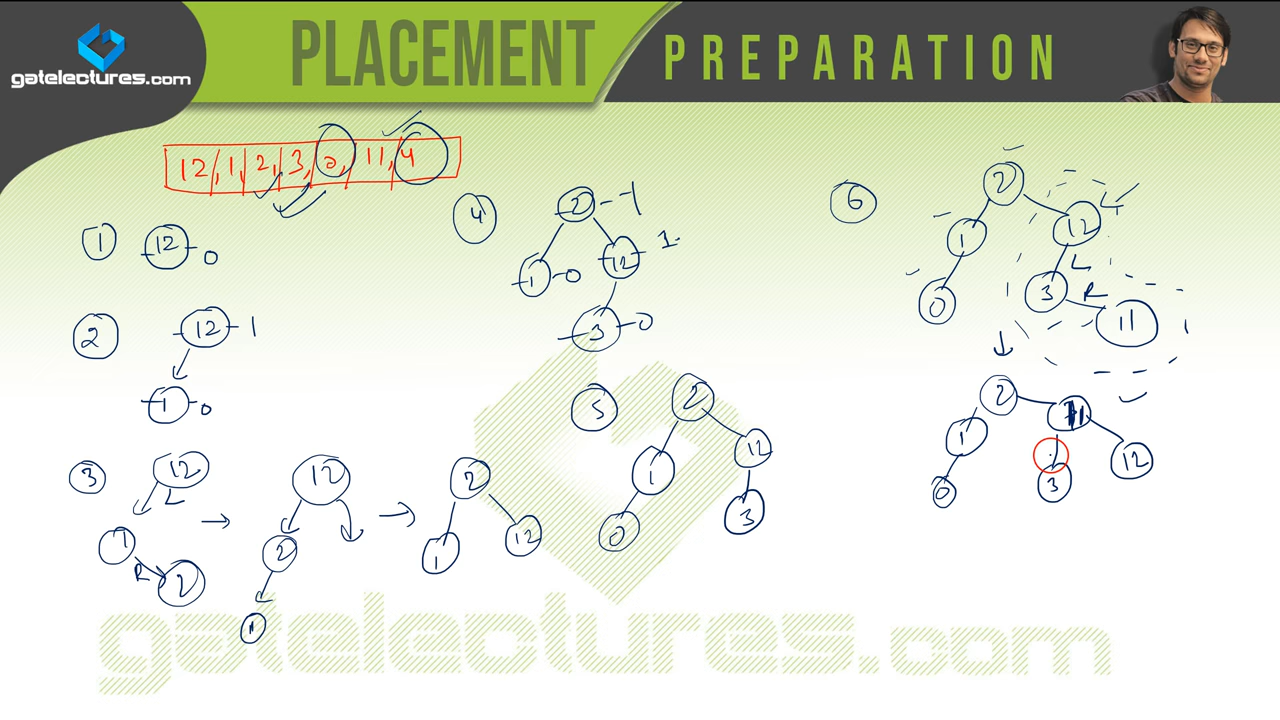 PLACEMENT PREPARATION
gatelectures.com
12, 1, 2, 3, 0, 11, 4
1 12 0
2 12 1
1 0
3 12
L
1
R
2
12
2
1
2
1 12
4 2 -1
1 0 12 1
3 0
5 2
1 12
0 3
6 2
1 12 L
L
0 3 R 11
2 11
1 12
0 3
gatelectures.com